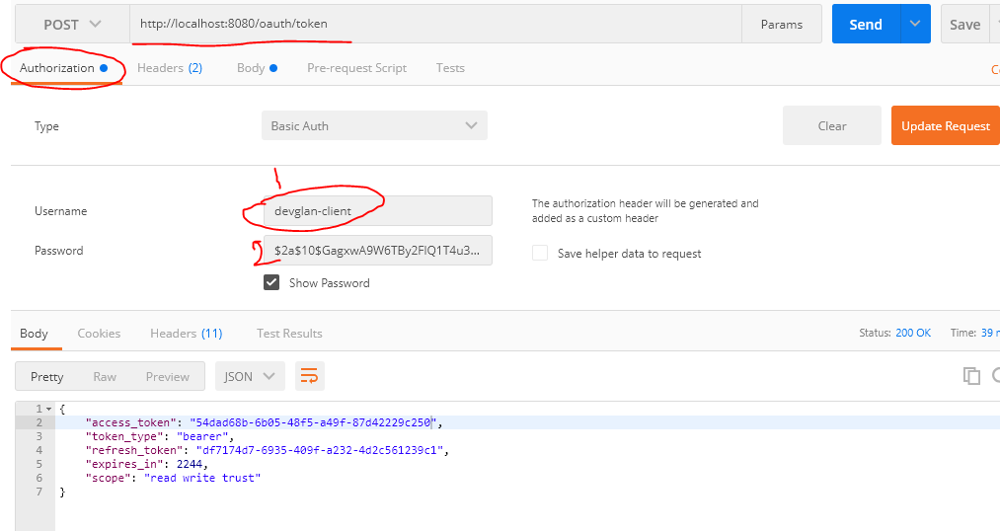 POST http://localhost:8080/oauth/token Params Send Save
Authorization Headers (2) Body Pre-request Script Tests
Type Basic Auth Clear Update Request
1
Username devglan-client The authorization header will be generated and
added as a custom header
Password 2 $2a$10$GagxwA9W6TBy2FlQ1T4u3... Save helper data to request
Show Password
Body Cookies Headers (11) Test Results Status: 200 OK Time: 39
Pretty Raw Preview JSON
1 {
2 "access_token": "54dad68b-6b05-48f5-a49f-87d42229c250",
3 "token_type": "bearer",
4 "refresh_token": "df7174d7-6935-409f-a232-4d2c561239c1",
5 "expires_in": 2244,
6 "scope": "read write trust"
7 }